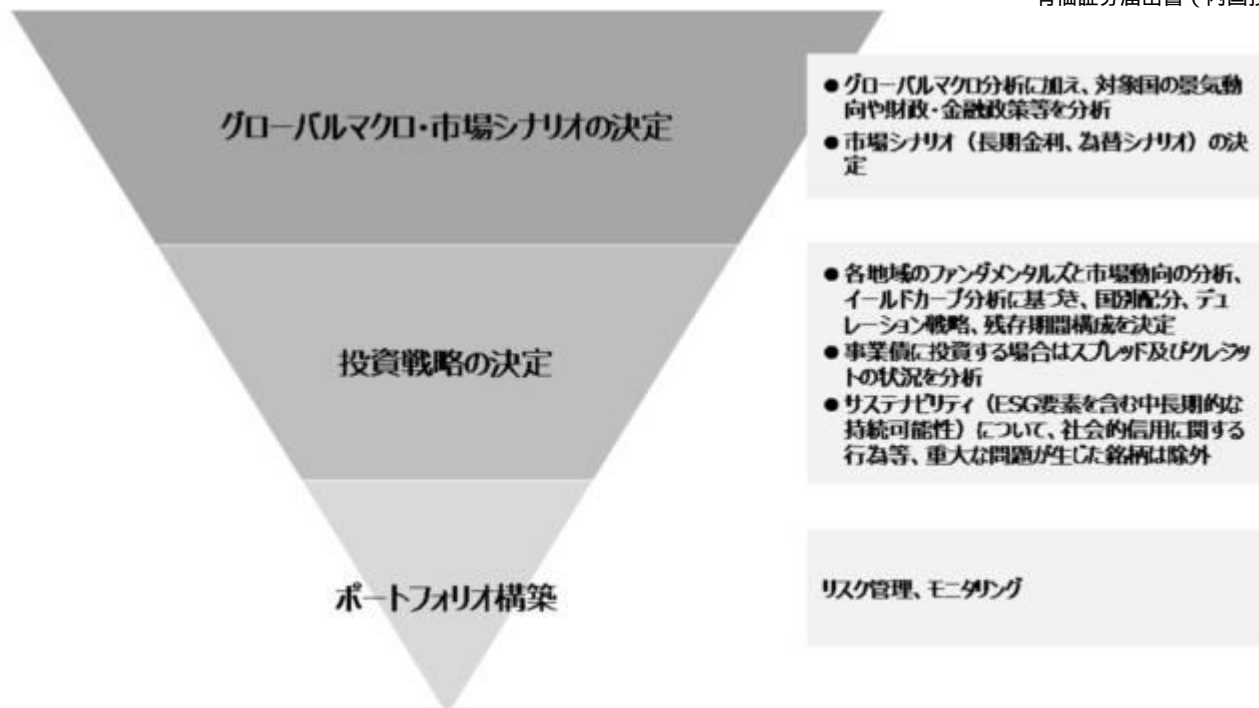 有価証券届出書（内国投
グローバルマクロ・市場シナリオの決定
●グローバルマクロ分析に加え、対象国の景気動
向や財政・金融政策等を分析
●市場シナリオ（長期金利、為替シナリオ）の決
定
投資戦略の決定
●各地域のファンダメンタルズと市場動向の分析、
イールドカーブ分析に基づき、国別配分、デュ
レーション戦略、残存期間構成を決定
●事業債に投資する場合はスプレッド及びクレジッ
トの状況を分析
●サステナビリティ（ESG要素を含む中長期的な
持続可能性）について、社会的信用に関する
行為等、重大な問題が生じた銘柄は除外
ポートフォリオ構築
リスク管理、モニタリング